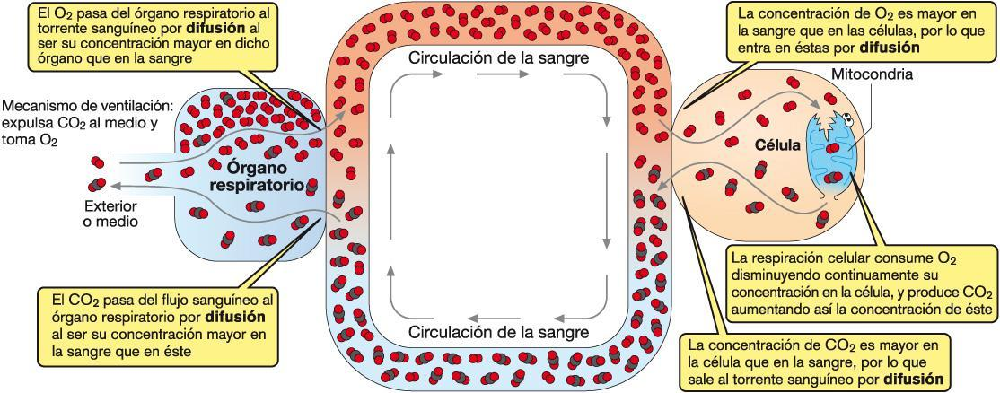 El O2 pasa del órgano respiratorio al
torrente sanguíneo por difusión al
ser su concentración mayor en dicho
órgano que en la sangre
Mecanismo de ventilación:
expulsa CO2 al medio y
toma O2
Órgano
respiratorio
Exterior
o medio
El CO2 pasa del flujo sanguíneo al
órgano respiratorio por difusión
al ser su concentración mayor en
la sangre que en éste
Circulación de la sangre
Circulación de la sangre
La concentración de O2 es mayor en
la sangre que en las células, por lo que
entra en éstas por difusión
Mitocondria
Célula
La respiración celular consume O2
disminuyendo continuamente su
concentración en la célula, y produce CO2
aumentando así la concentración de éste
La concentración de CO2 es mayor en
la célula que en la sangre, por lo que
sale al torrente sanguíneo por difusión